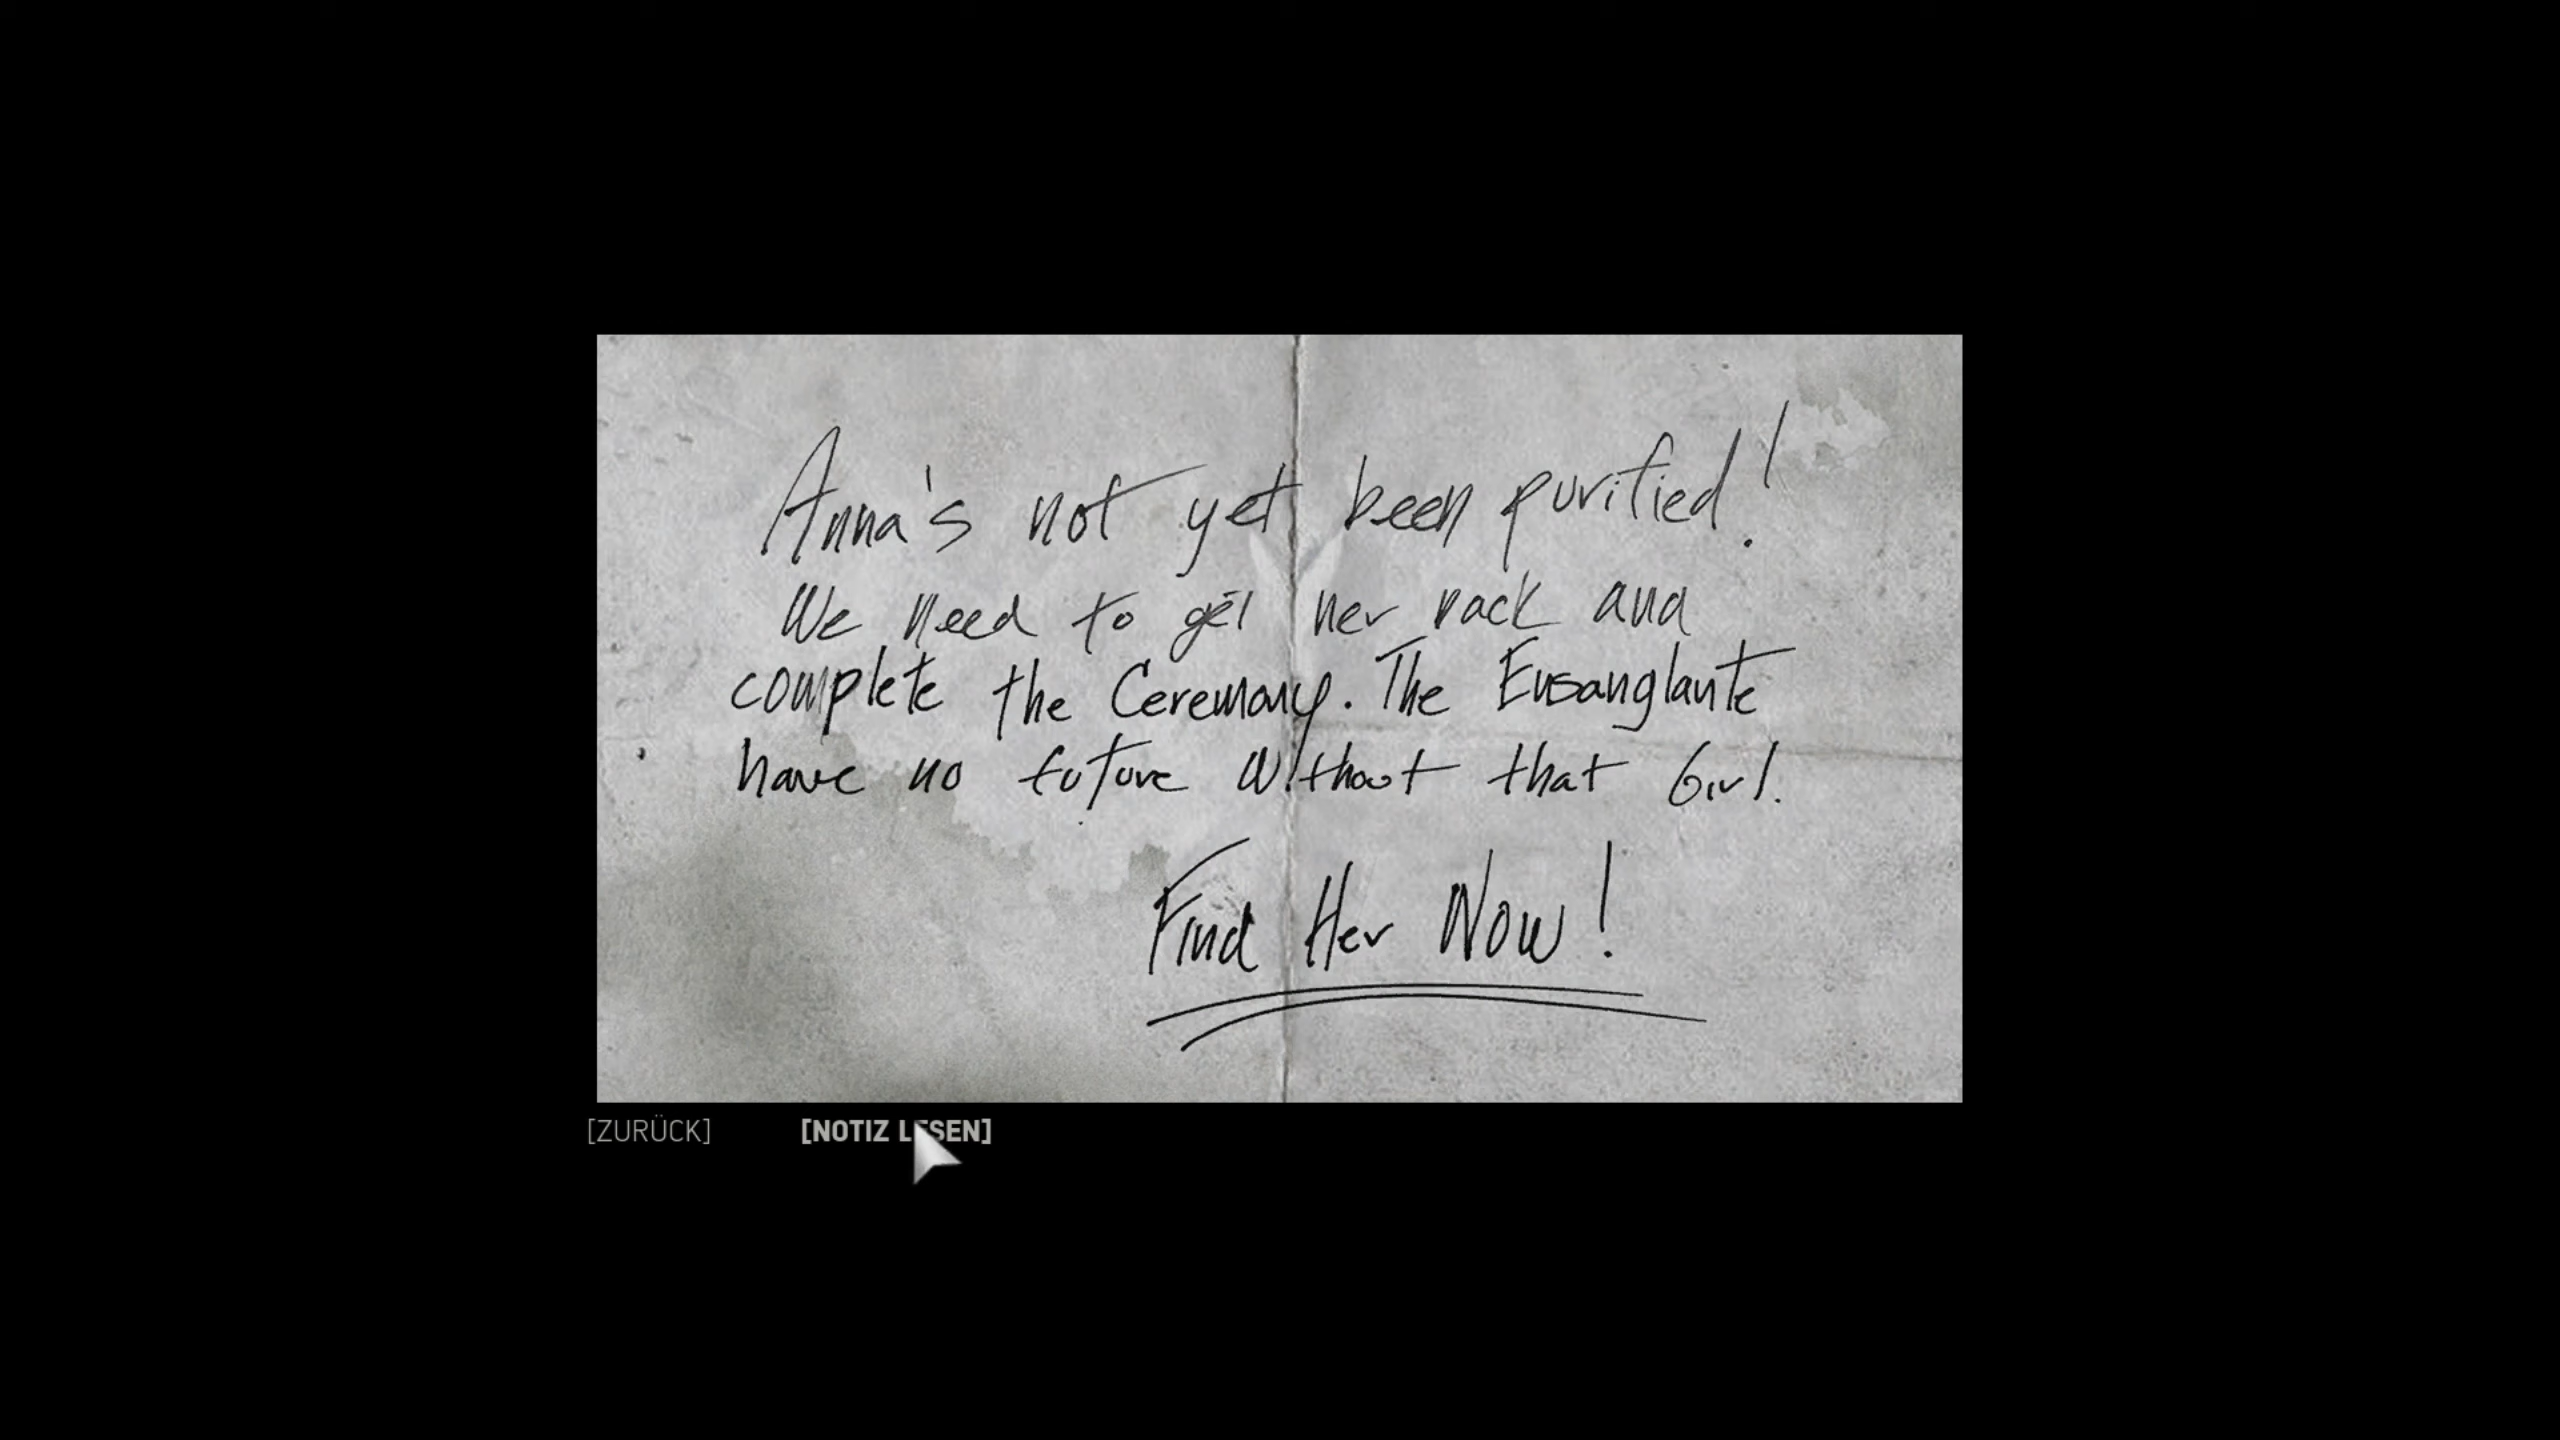 Anna's not yet been purified!
We need to get her back and
complete the Ceremony. The Ensanglante
have no future without that Girl.
Find Her Now!
[ZURÜCK] [NOTIZ LESEN]